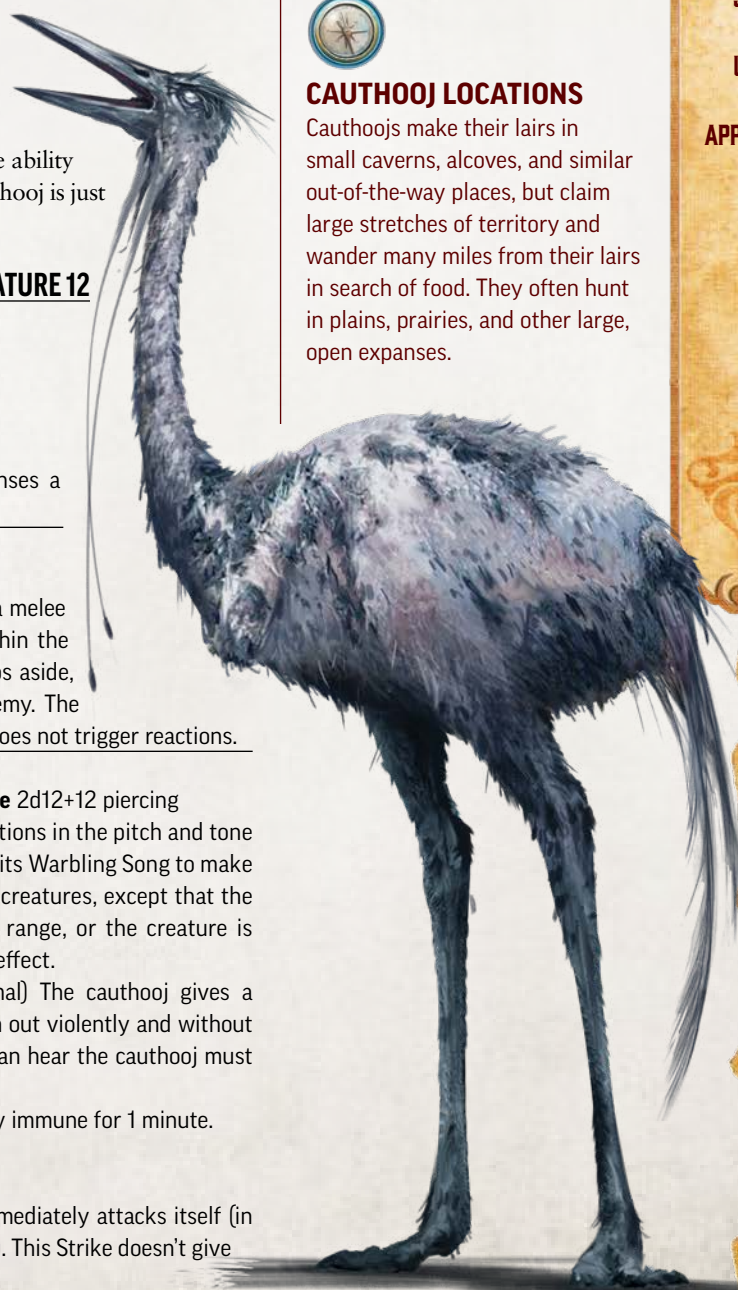 e ability
hooj is just
ATURE 12
nses a
a melee
hin the
os aside,
emy. The
oes not trigger reactions.
e 2d12+12 piercing
tions in the pitch and tone
its Warbling Song to make
creatures, except that the
range, or the creature is
effect.
nal) The cauthooj gives a
out violently and without
an hear the cauthooj must
y immune for 1 minute.
mediately attacks itself (in
. This Strike doesn't give
CAUTHOOJ LOCATIONS
Cauthoojs make their lairs in
small caverns, alcoves, and similar
out-of-the-way places, but claim
large stretches of territory and
wander many miles from their lairs
in search of food. They often hunt
in plains, prairies, and other large,
open expanses.
APP